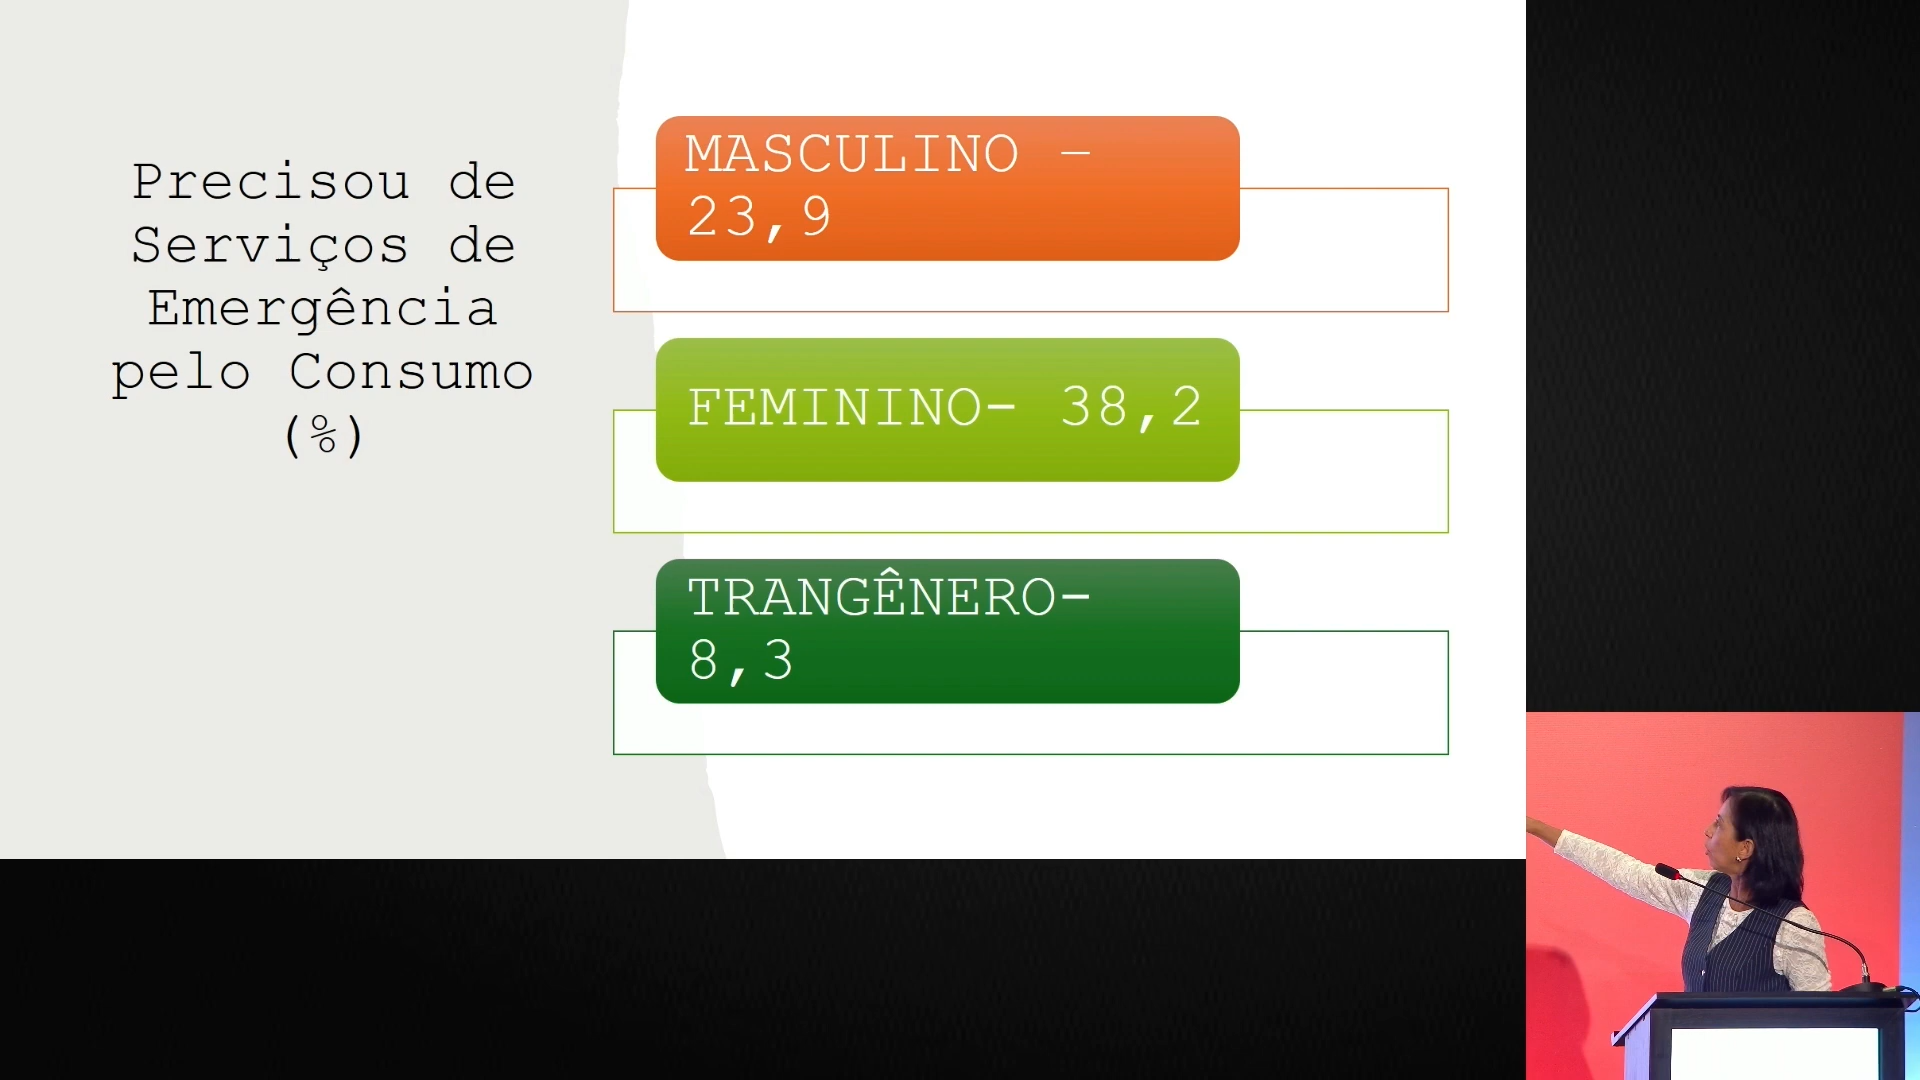 Precisou de
Serviços de
Emergência
pelo Consumo
(%)
MASCULINO –
23,9
FEMININO- 38,2
TRANGÊNERO-
8,3